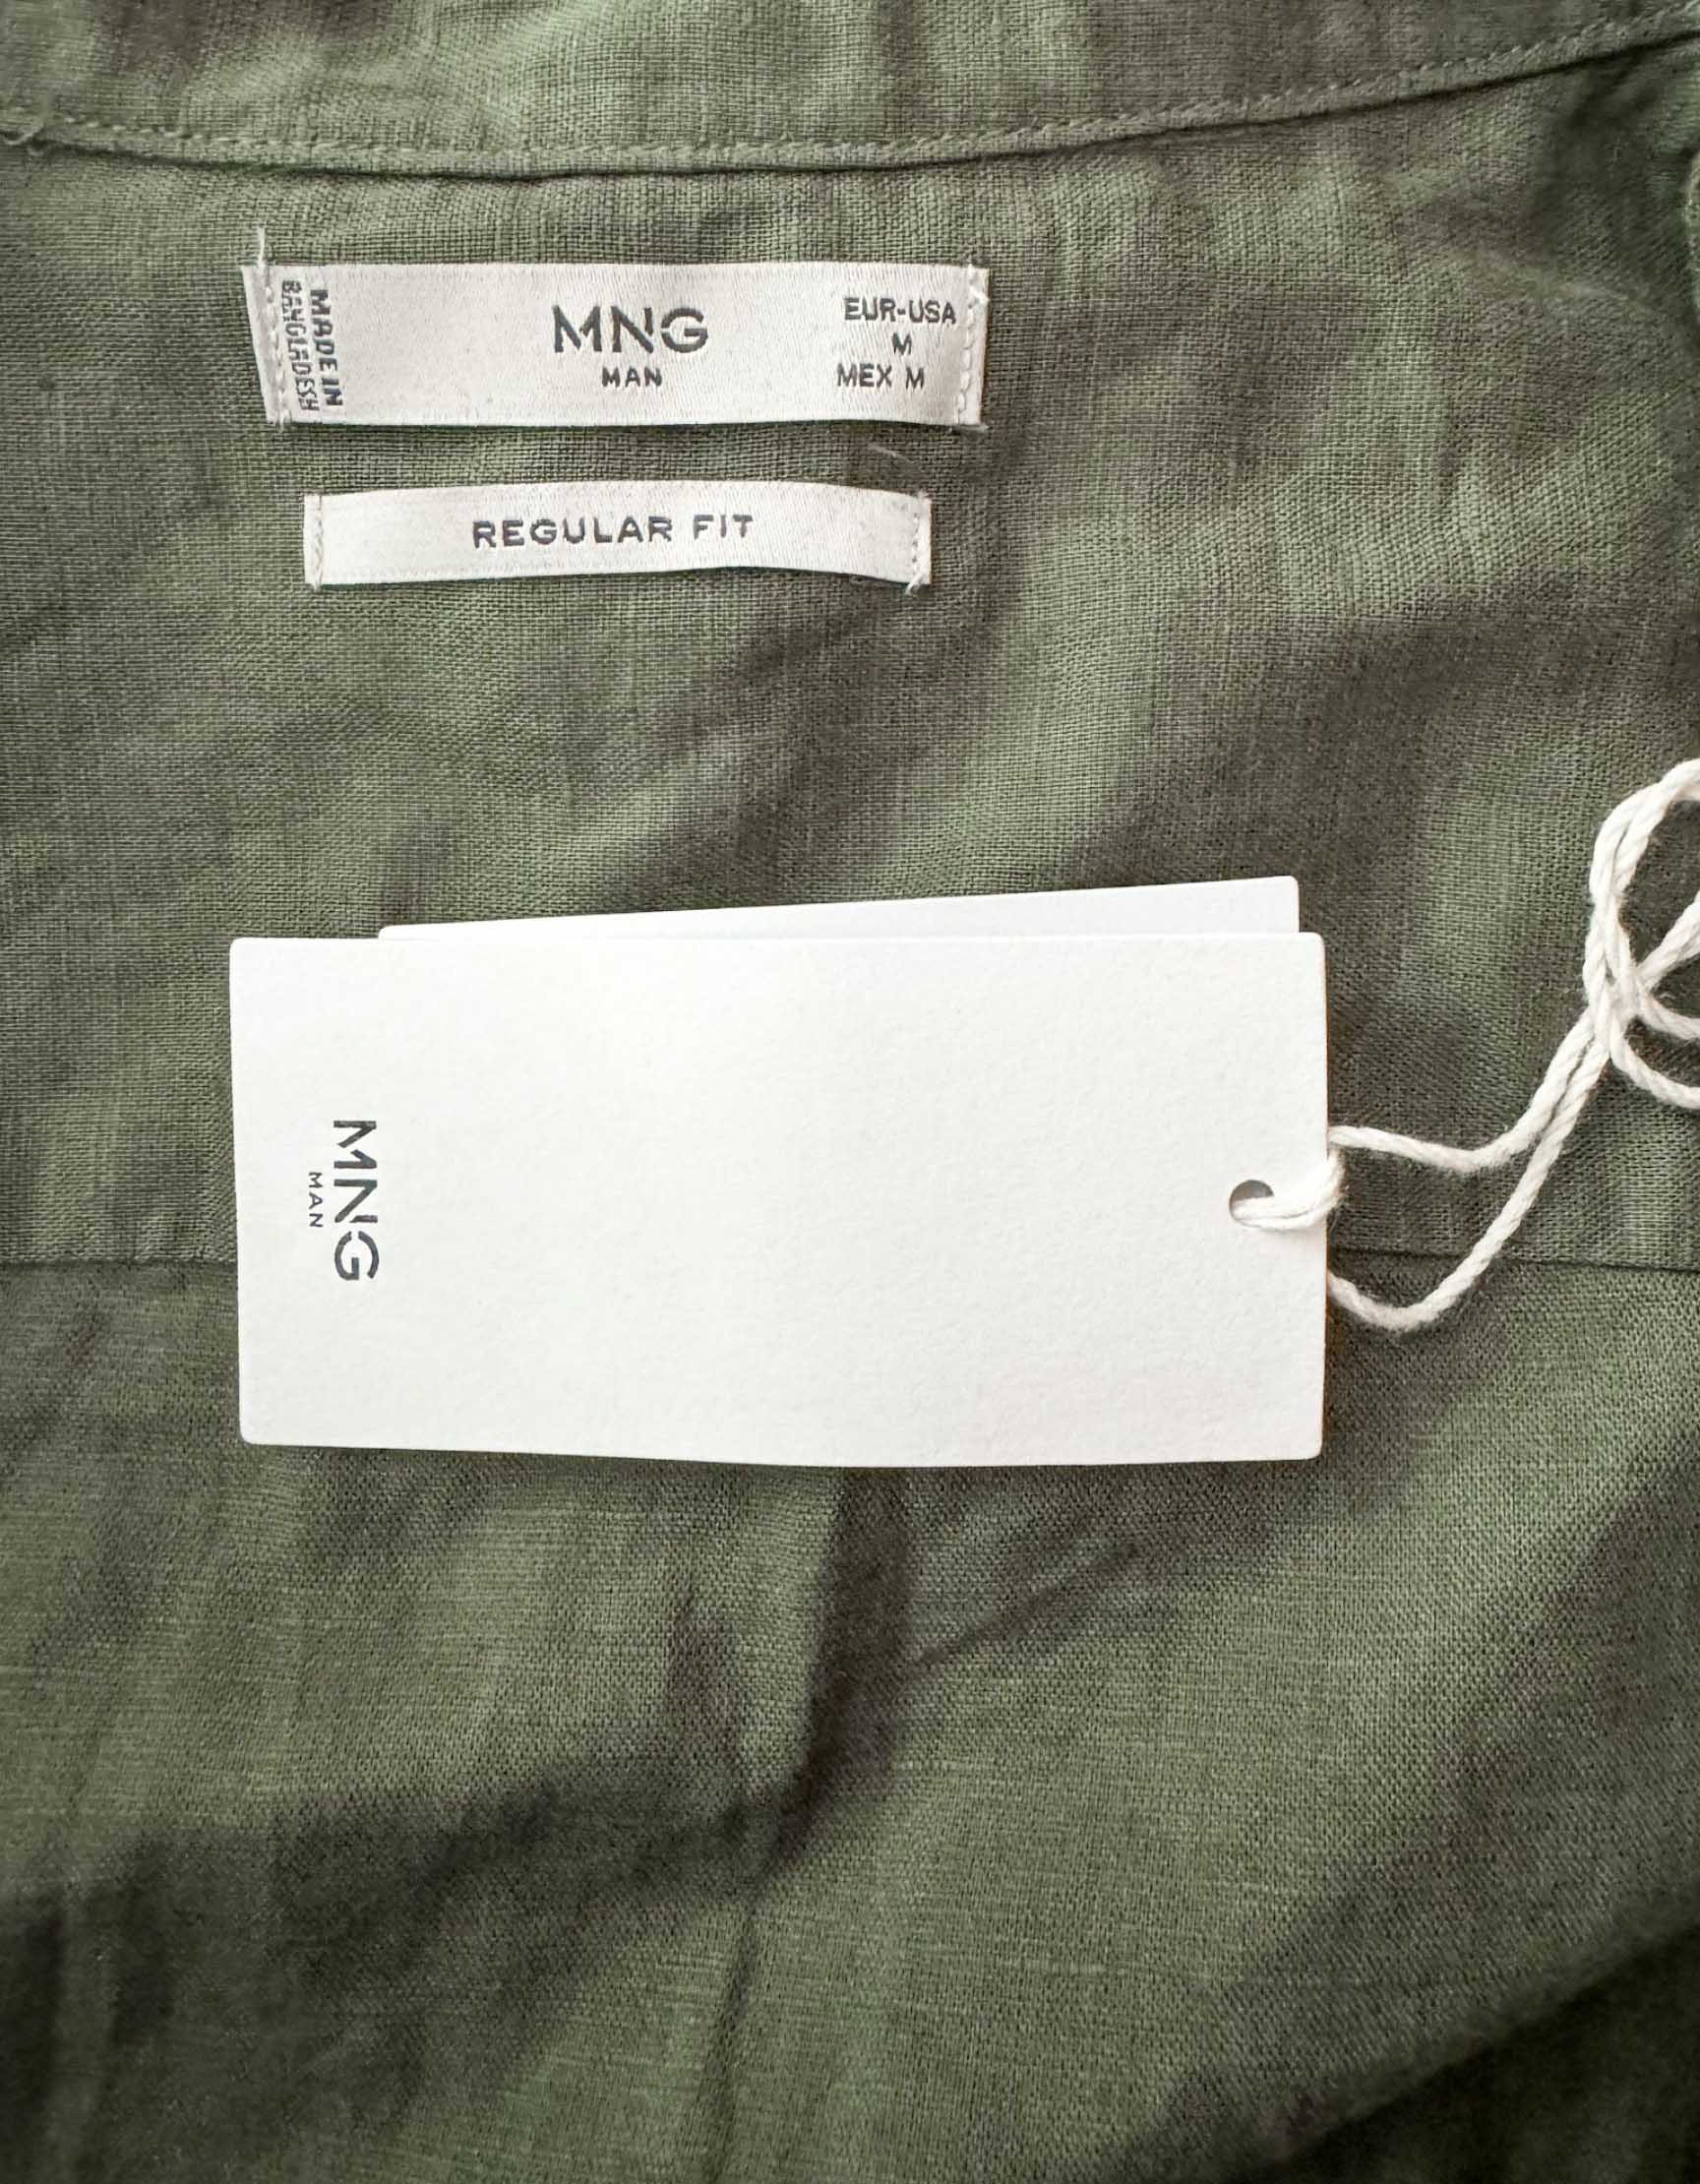 MADE IN
BANGLADESH
MNG
MAN
EUR-USA
M
MEX M
REGULAR FIT
MNG
MAN